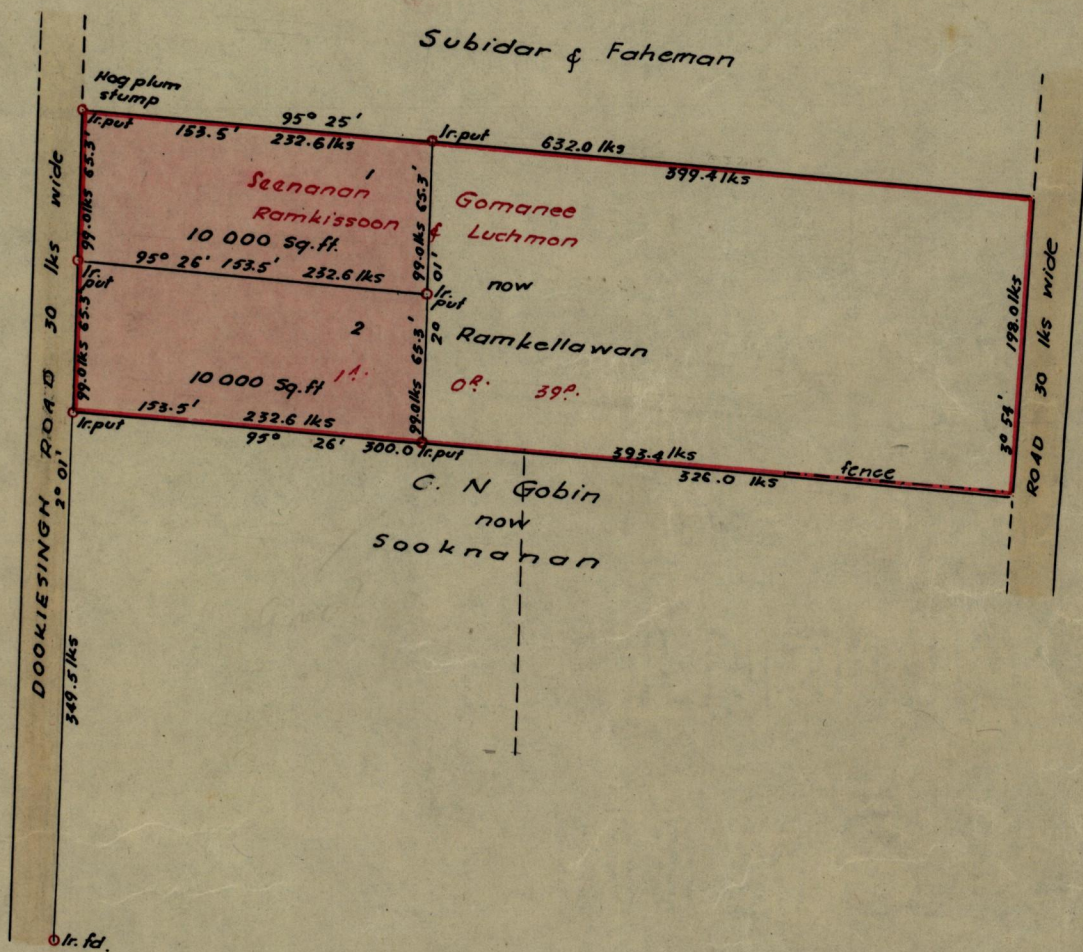 Subidar & Faheman
Hog plum
stump
Ir. put
95° 25'
153.5' 232.6 lks
Ir. put
632.0 lks
399.4 lks
99.0 lks 65.3'
1
Seenanan
Ramkissoon & Luchmon
Gomanee
10 000 Sq. ft.
99.0 lks 65.3'
95° 26' 153.5' 232.6 lks
Ir.
put
Ir.
put
now
Ramkellawan
2° 01'
2
99.0 lks 65.3'
99.0 lks 65.3'
10 000 Sq. ft
1A. 0R. 39P.
198.0 lks
3° 54'
ROAD 30 lks wide
153.5' 232.6 lks
Ir. put
95° 26' 300.0
Ir. put
393.4 lks
326.0 lks
fence
C. N Gobin
now
Sooknanan
DOOKIESINGH ROAD 30 lks wide
2° 01'
349.5 lks
Ir. fd.